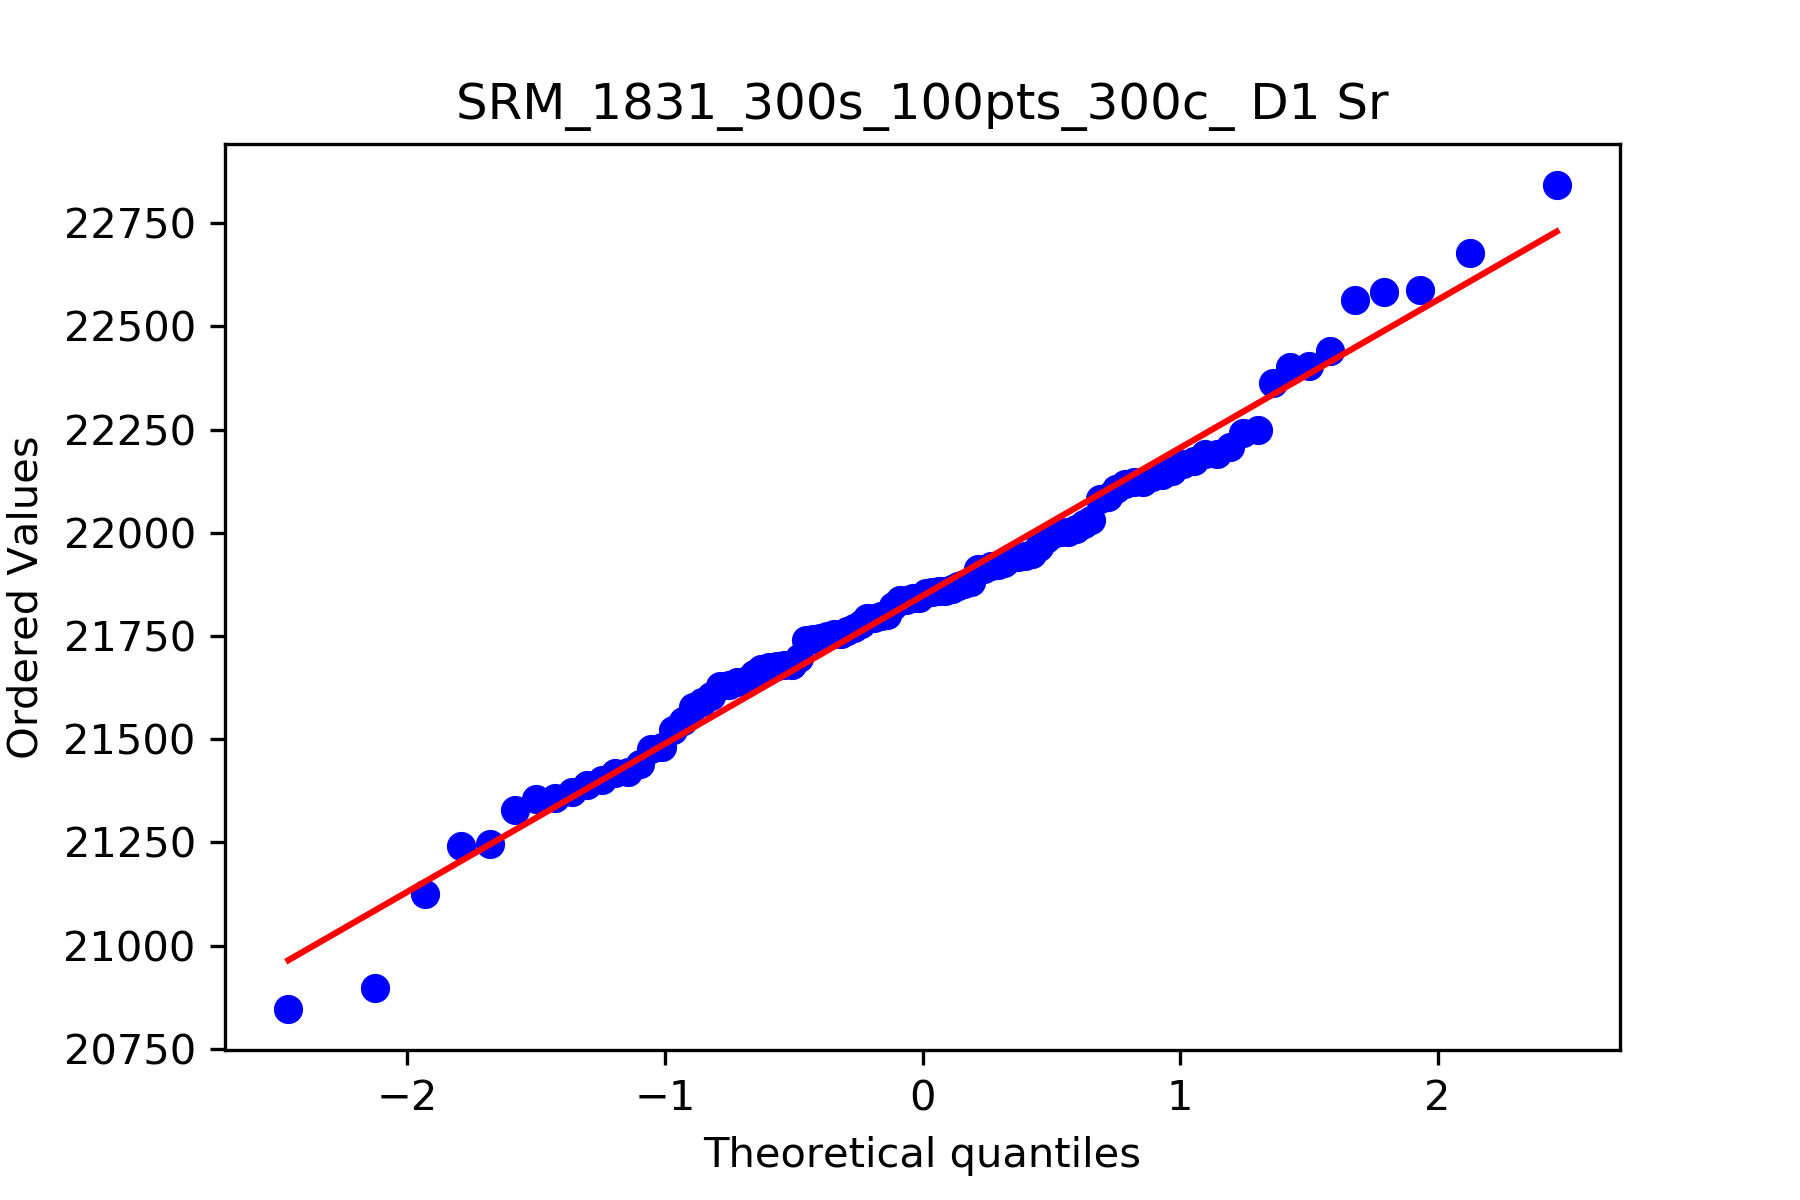 SRM_1831_300s_100pts_300c_ D1 Sr
22750
22500
22250
22000
21750
21500
21250
21000
20750
Ordered Values
−2 −1 0 1 2
Theoretical quantiles